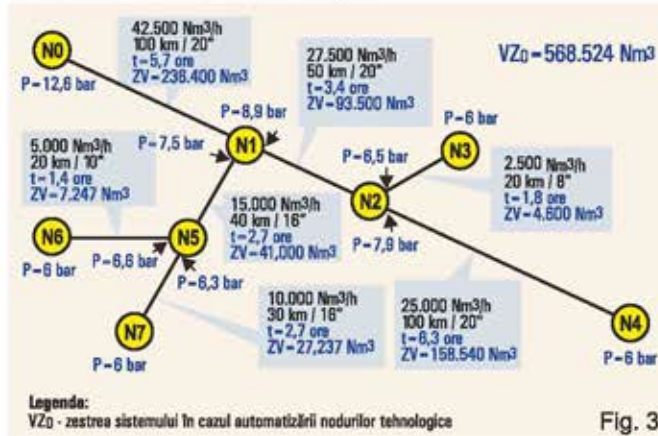 42.500 Nm³/h
100 km / 20"
t=5,7 ore
ZV=238.400 Nm³
N0
P=12,6 bar
27.500 Nm³/h
50 km / 20"
t=3,4 ore
ZV=93.500 Nm³
VZ₀=568.524 Nm³
P=8,9 bar
P=7,5 bar
N1
P=6 bar
N3
5.000 Nm³/h
20 km / 10"
t=1,4 ore
ZV=7.247 Nm³
P=6,5 bar
N2
2.500 Nm³/h
20 km / 8"
t=1,8 ore
ZV=4.600 Nm³
15.000 Nm³/h
40 km / 16"
t=2,7 ore
ZV=41,000 Nm³
N6
P=6 bar
P=6,6 bar
N5
P=6,3 bar
P=7,9 bar
N7
P=6 bar
10.000 Nm³/h
30 km / 16"
t=2,7 ore
ZV=27,237 Nm³
25.000 Nm³/h
100 km / 20"
t=6,3 ore
ZV=158.540 Nm³
N4
P=6 bar
Legenda:
VZ₀ - zestrea sistemului în cazul automatizării nodurilor tehnologice
Fig. 3